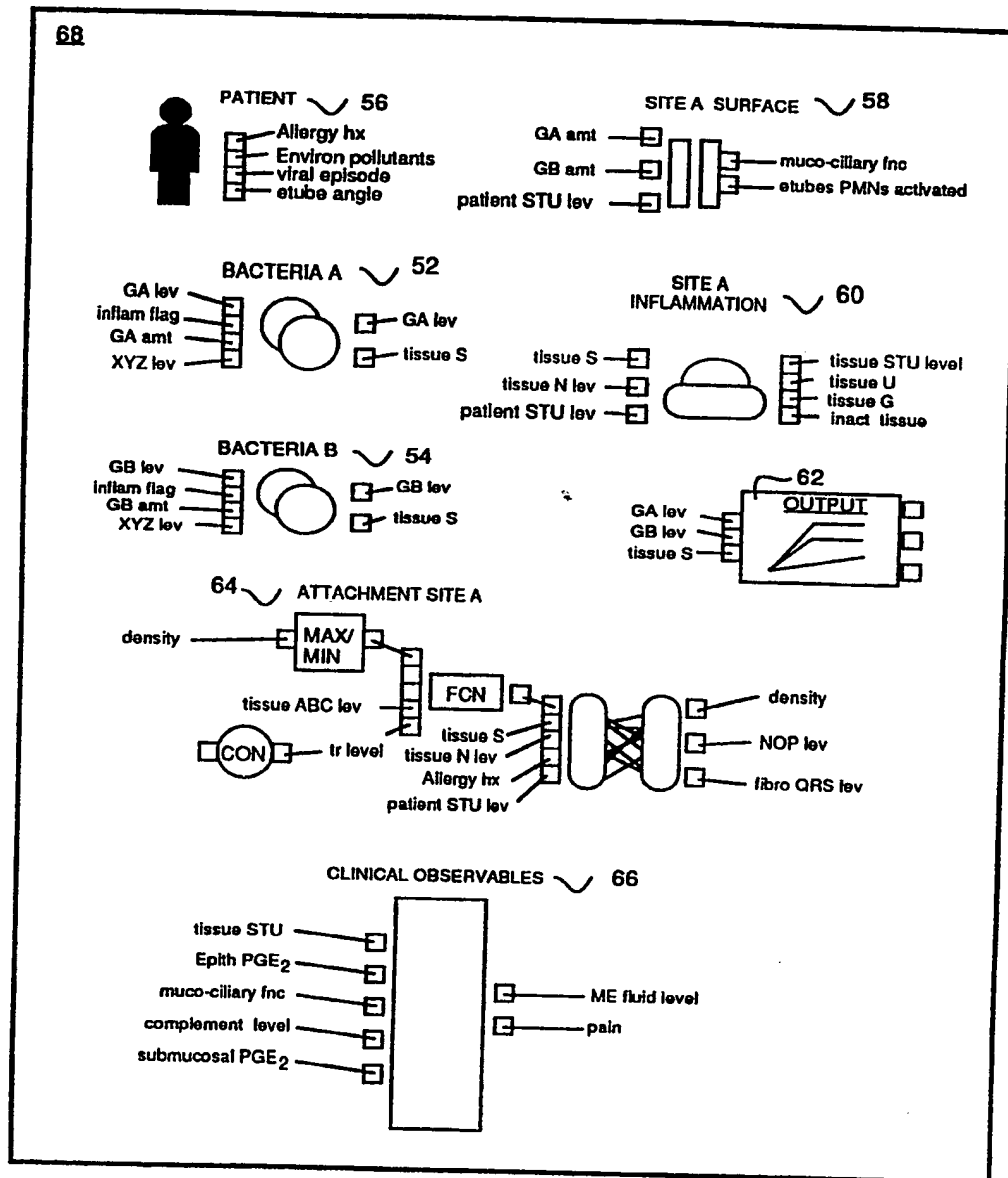 68
PATIENT 56
Allergy hx
Environ pollutants
viral episode
etube angle
SITE A SURFACE 58
GA amt
GB amt
patient STU lev
muco-ciliary fnc
etubes PMNs activated
BACTERIA A 52
GA lev
inflam flag
GA amt
XYZ lev
GA lev
tissue S
SITE A
INFLAMMATION 60
tissue S
tissue N lev
patient STU lev
tissue STU level
tissue U
tissue G
inact tissue
BACTERIA B 54
GB lev
inflam flag
GB amt
XYZ lev
GB lev
tissue S
62
OUTPUT
GA lev
GB lev
tissue S
64 ATTACHMENT SITE A
density
MAX/
MIN
tissue ABC lev
CON
tr level
FCN
tissue S
tissue N lev
Allergy hx
patient STU lev
density
NOP lev
fibro QRS lev
CLINICAL OBSERVABLES 66
tissue STU
Epith PGE2
muco-ciliary fnc
complement level
submucosal PGE2
ME fluid level
pain